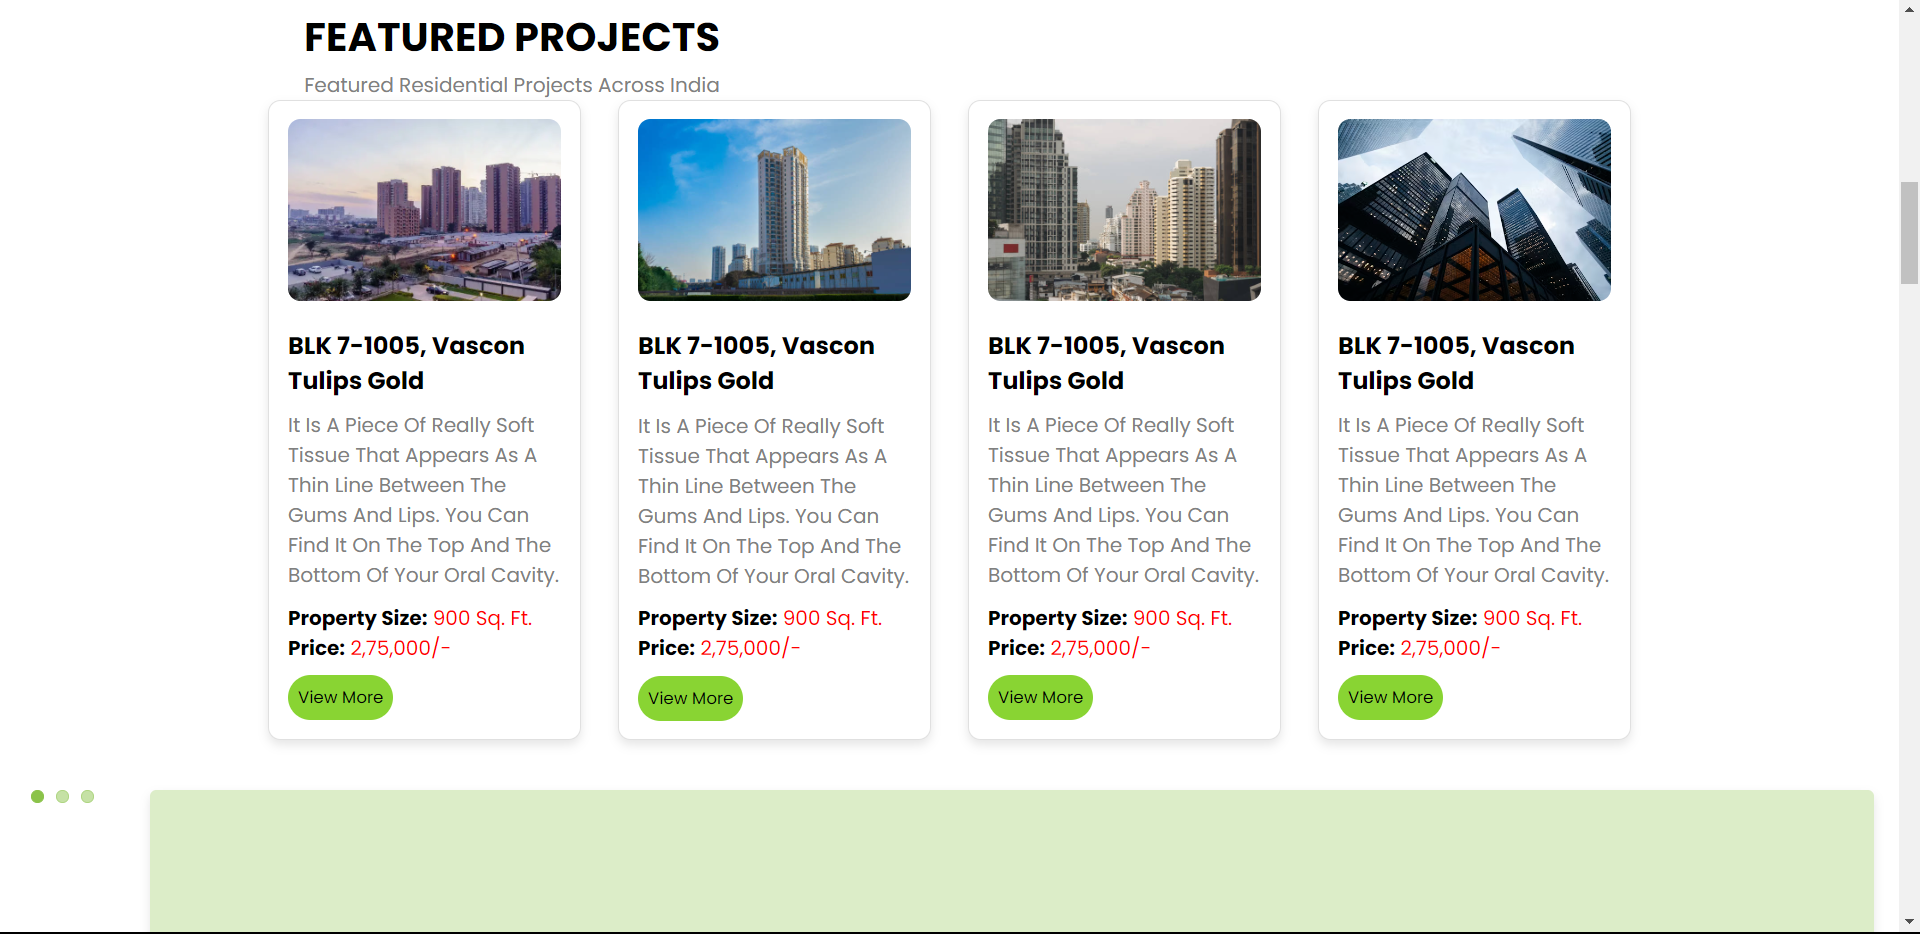 FEATURED PROJECTS
Featured Residential Projects Across India
BLK 7-1005, Vascon
Tulips Gold
It Is A Piece Of Really Soft
Tissue That Appears As A
Thin Line Between The
Gums And Lips. You Can
Find It On The Top And The
Bottom Of Your Oral Cavity.
Property Size: 900 Sq. Ft.
Price: 2,75,000/-
View More
BLK 7-1005, Vascon
Tulips Gold
It Is A Piece Of Really Soft
Tissue That Appears As A
Thin Line Between The
Gums And Lips. You Can
Find It On The Top And The
Bottom Of Your Oral Cavity.
Property Size: 900 Sq. Ft.
Price: 2,75,000/-
View More
BLK 7-1005, Vascon
Tulips Gold
It Is A Piece Of Really Soft
Tissue That Appears As A
Thin Line Between The
Gums And Lips. You Can
Find It On The Top And The
Bottom Of Your Oral Cavity.
Property Size: 900 Sq. Ft.
Price: 2,75,000/-
View More
BLK 7-1005, Vascon
Tulips Gold
It Is A Piece Of Really Soft
Tissue That Appears As A
Thin Line Between The
Gums And Lips. You Can
Find It On The Top And The
Bottom Of Your Oral Cavity.
Property Size: 900 Sq. Ft.
Price: 2,75,000/-
View More